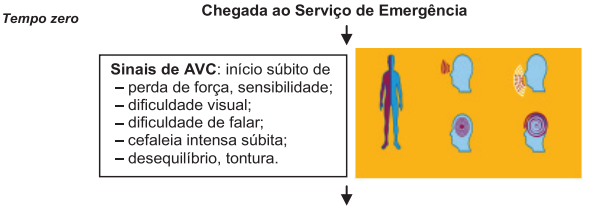 Tempo zero
Chegada ao Serviço de Emergência
Sinais de AVC: início súbito de
– perda de força, sensibilidade;
– dificuldade visual;
– dificuldade de falar;
– cefaleia intensa súbita;
– desequilíbrio, tontura.